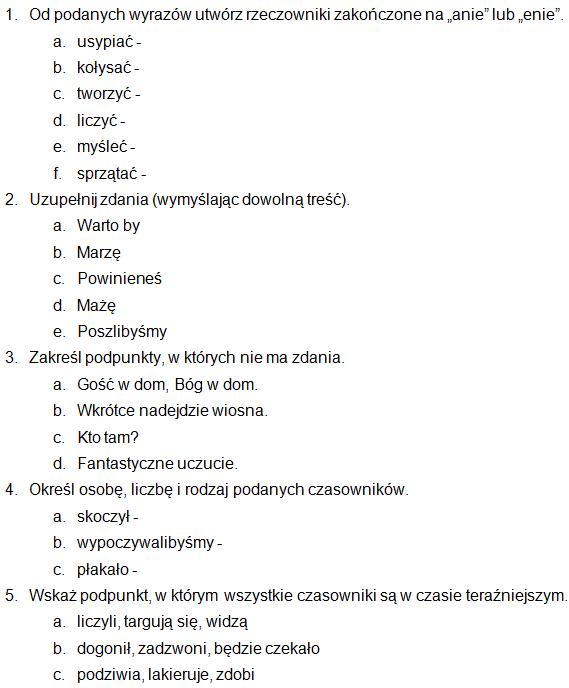 1. Od podanych wyrazów utwórz rzeczowniki zakończone na „anie” lub „enie”.
a. usypiać -
b. kołysać -
c. tworzyć -
d. liczyć -
e. myśleć -
f. sprzątać -
2. Uzupełnij zdania (wymyślając dowolną treść).
a. Warto by
b. Marzę
c. Powinieneś
d. Mażę
e. Poszlibyśmy
3. Zakreśl podpunkty, w których nie ma zdania.
a. Gość w dom, Bóg w dom.
b. Wkrótce nadejdzie wiosna.
c. Kto tam?
d. Fantastyczne uczucie.
4. Określ osobę, liczbę i rodzaj podanych czasowników.
a. skoczył -
b. wypoczywalibyśmy -
c. płakało -
5. Wskaż podpunkt, w którym wszystkie czasowniki są w czasie teraźniejszym.
a. liczyli, targują się, widzą
b. dogonił, zadzwoni, będzie czekało
c. podziwia, lakieruje, zdobi